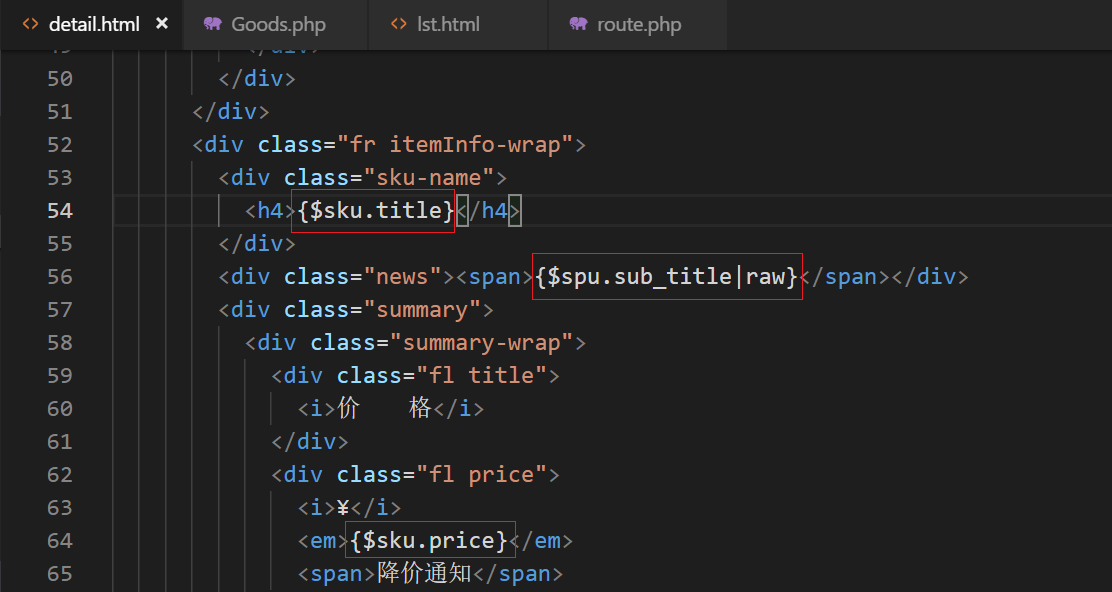 detail.html × Goods.php lst.html route.php
50 </div>
51 </div>
52 <div class="fr itemInfo-wrap">
53 <div class="sku-name">
54 <h4>{$sku.title}</h4>
55 </div>
56 <div class="news"><span>{$spu.sub_title|raw}</span></div>
57 <div class="summary">
58 <div class="summary-wrap">
59 <div class="fl title">
60 <i>价　　格</i>
61 </div>
62 <div class="fl price">
63 <i>¥</i>
64 <em>{$sku.price}</em>
65 <span>降价通知</span>